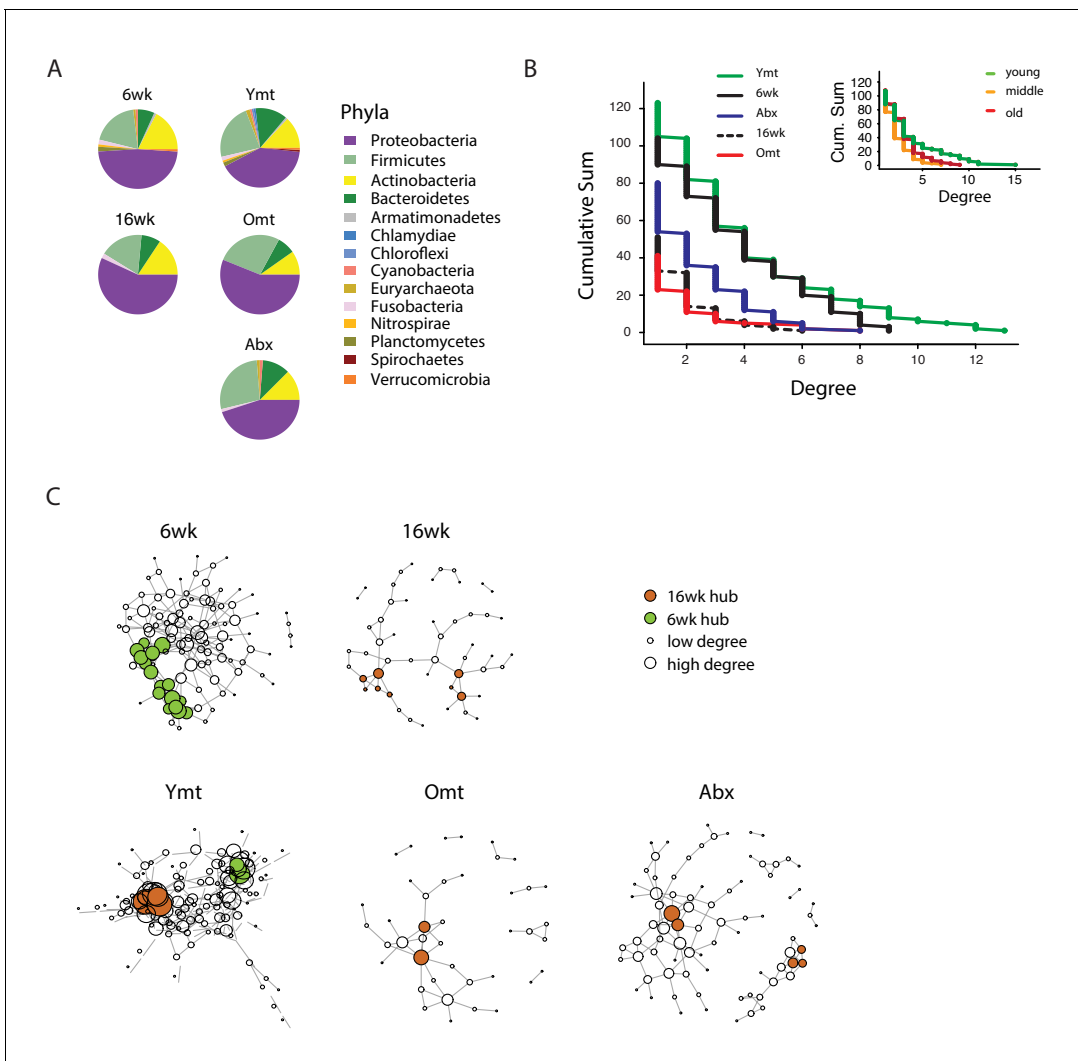 A
6wk
Ymt
16wk
Omt
Abx
Phyla
Proteobacteria
Firmicutes
Actinobacteria
Bacteroidetes
Armatimonadetes
Chlamydiae
Chloroflexi
Cyanobacteria
Euryarchaeota
Fusobacteria
Nitrospirae
Planctomycetes
Spirochaetes
Verrucomicrobia
B
Cumulative Sum
120
100
80
60
40
20
0
2
4
6
8
10
12
Degree
Ymt
6wk
Abx
16wk
Omt
Cum. Sum
120
100
80
60
40
20
0
5
10
15
Degree
young
middle
old
C
6wk
16wk
16wk hub
6wk hub
low degree
high degree
Ymt
Omt
Abx